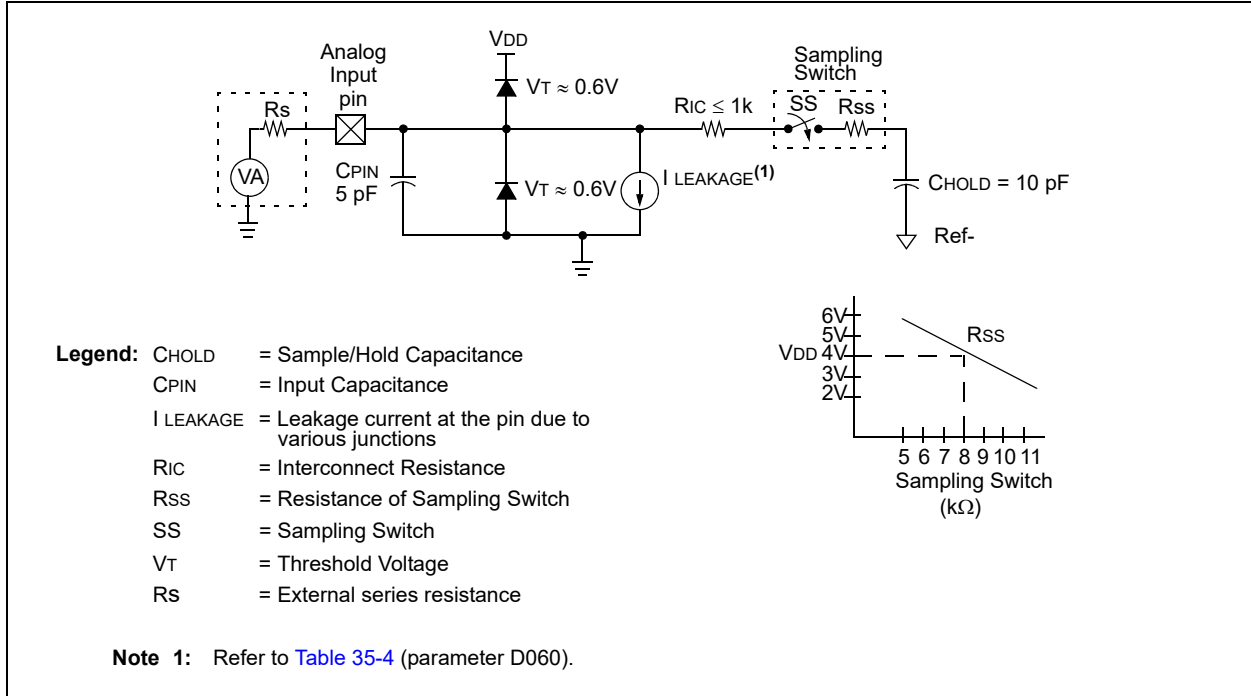 VDD
Analog
Input
pin
Sampling
Switch
VT ≈ 0.6V
Rs
RIC ≤ 1k
SS
Rss
VA
CPIN
5 pF
VT ≈ 0.6V
I LEAKAGE(1)
CHOLD = 10 pF
Ref-
6V
5V
RSS
VDD 4V
3V
2V
5 6 7 8 9 10 11
Sampling Switch
(kΩ)
Legend: CHOLD = Sample/Hold Capacitance
CPIN = Input Capacitance
I LEAKAGE = Leakage current at the pin due to
various junctions
RIC = Interconnect Resistance
RSS = Resistance of Sampling Switch
SS = Sampling Switch
VT = Threshold Voltage
Rs = External series resistance
Note 1: Refer to Table 35-4 (parameter D060).